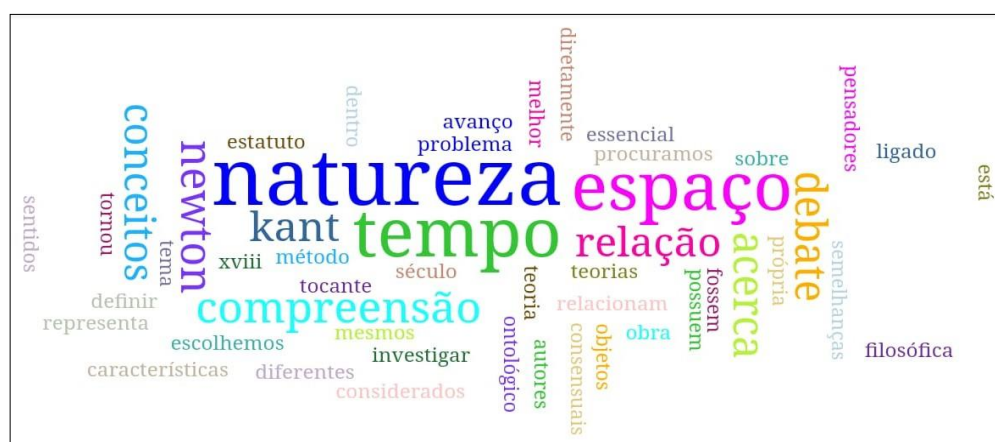 diretamente
dentro
melhor
pensadores
avanço
conceitos
estatuto
problema
essencial
procuramos
sobre
ligado
newton
natureza
espaço
debate
está
sentidos
tornou
kant
tempo
relação
acerca
própria
semelhanças
tema
xviii
método
século
teoria
teorias
possuem
fossem
tocante
definir
compreensão
relacionam
representa
mesmos
ontológico
consensuais
objetos
obra
escolhemos
investigar
autores
filosófica
características
diferentes
considerados